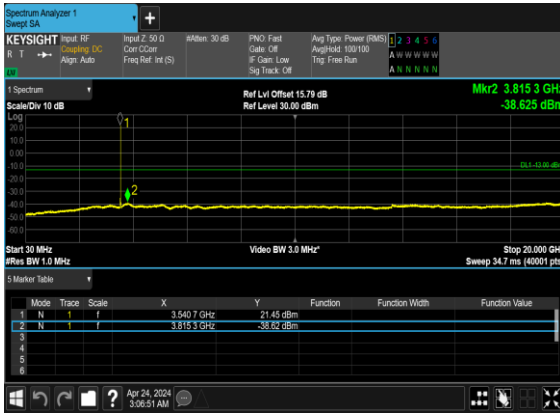 Spectrum Analyzer 1
Swept SA
+
KEYSIGHT Input: RF Input Z: 50 Ω #Atten: 30 dB PNO: Fast Avg Type: Power (RMS) 1 2 3 4 5 6
R T Coupling: DC Corr CCorr Gate: Off Avg|Hold: 100/100 A W W W W W
Align: Auto Freq Ref: Int (S) IF Gain: Low Trig: Free Run
Sig Track: Off A N N N N N
1 Spectrum Ref Lvl Offset 15.79 dB Mkr2 3.815 3 GHz
Scale/Div 10 dB Ref Level 30.00 dBm -38.625 dBm
Log
20.0
10.0
0.00
-10.0
-20.0
-30.0
-40.0
-50.0
-60.0
1
DL1 -13.00 dBm
2
Start 30 MHz Video BW 3.0 MHz* Stop 20.000 GHz
#Res BW 1.0 MHz Sweep 34.7 ms (40001 pts)
5 Marker Table
Mode Trace Scale X Y Function Function Width Function Value
1 N 1 f 3.540 7 GHz 21.45 dBm
2 N 1 f 3.815 3 GHz -38.62 dBm
3
4
5
6
? Apr 24, 2024
3:06:51 AM